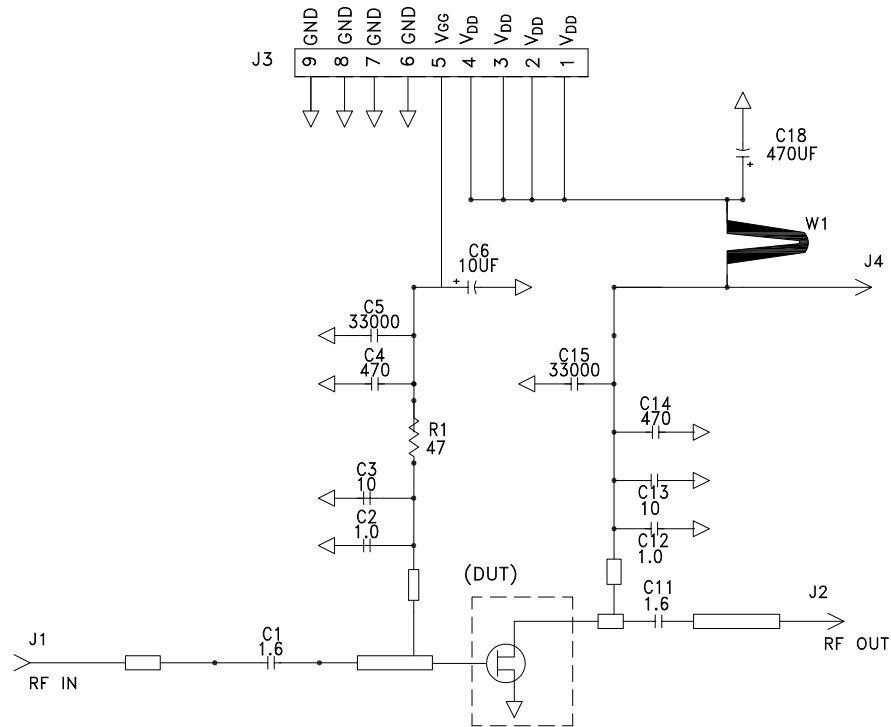 GND
GND
GND
GND
VGG
VDD
VDD
VDD
VDD
J3
9
8
7
6
5
4
3
2
1
C18
470UF
+
W1
J4
C6
10UF
+
C5
33000
C4
470
C15
33000
C14
470
R1
47
C3
10
C13
10
C2
1.0
C12
1.0
(DUT)
C11
1.6
J2
RF OUT
J1
C1
1.6
RF IN